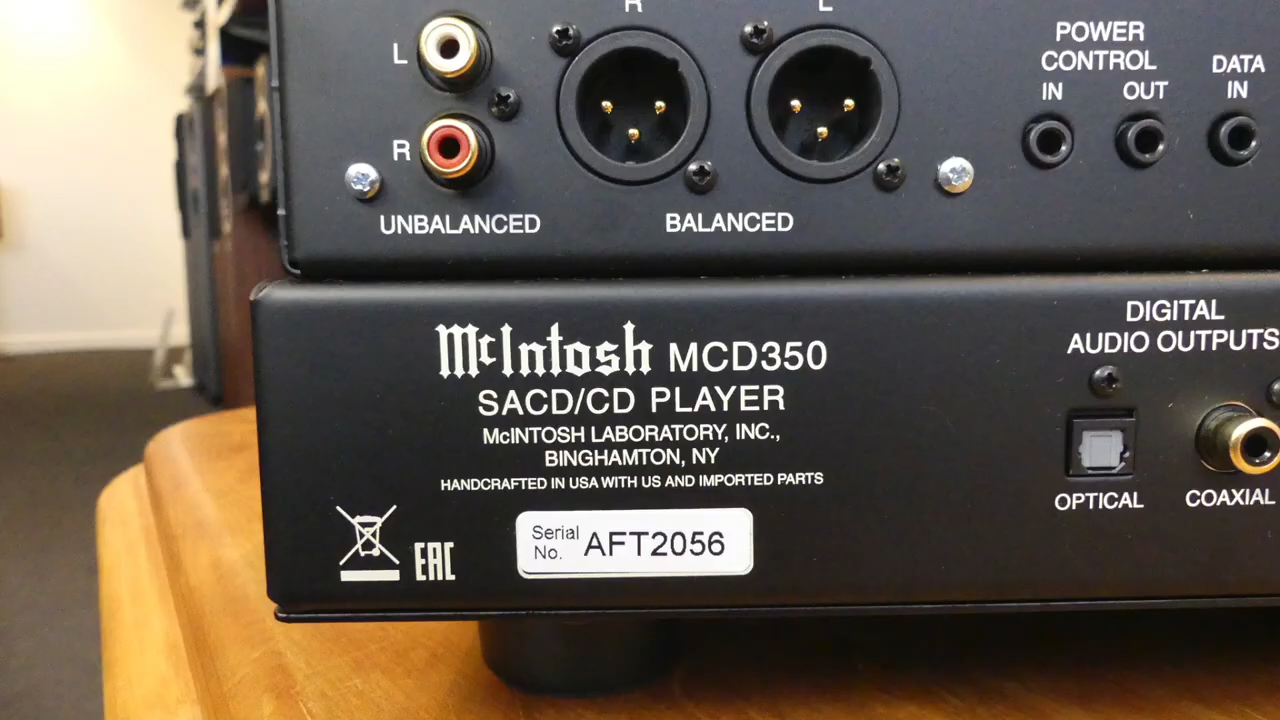 R L
L
R
UNBALANCED
BALANCED
POWER
CONTROL
IN OUT
DATA
IN
McIntosh MCD350
SACD/CD PLAYER
McINTOSH LABORATORY, INC.,
BINGHAMTON, NY
HANDCRAFTED IN USA WITH US AND IMPORTED PARTS
EAC
Serial
No. AFT2056
DIGITAL
AUDIO OUTPUTS
OPTICAL COAXIAL